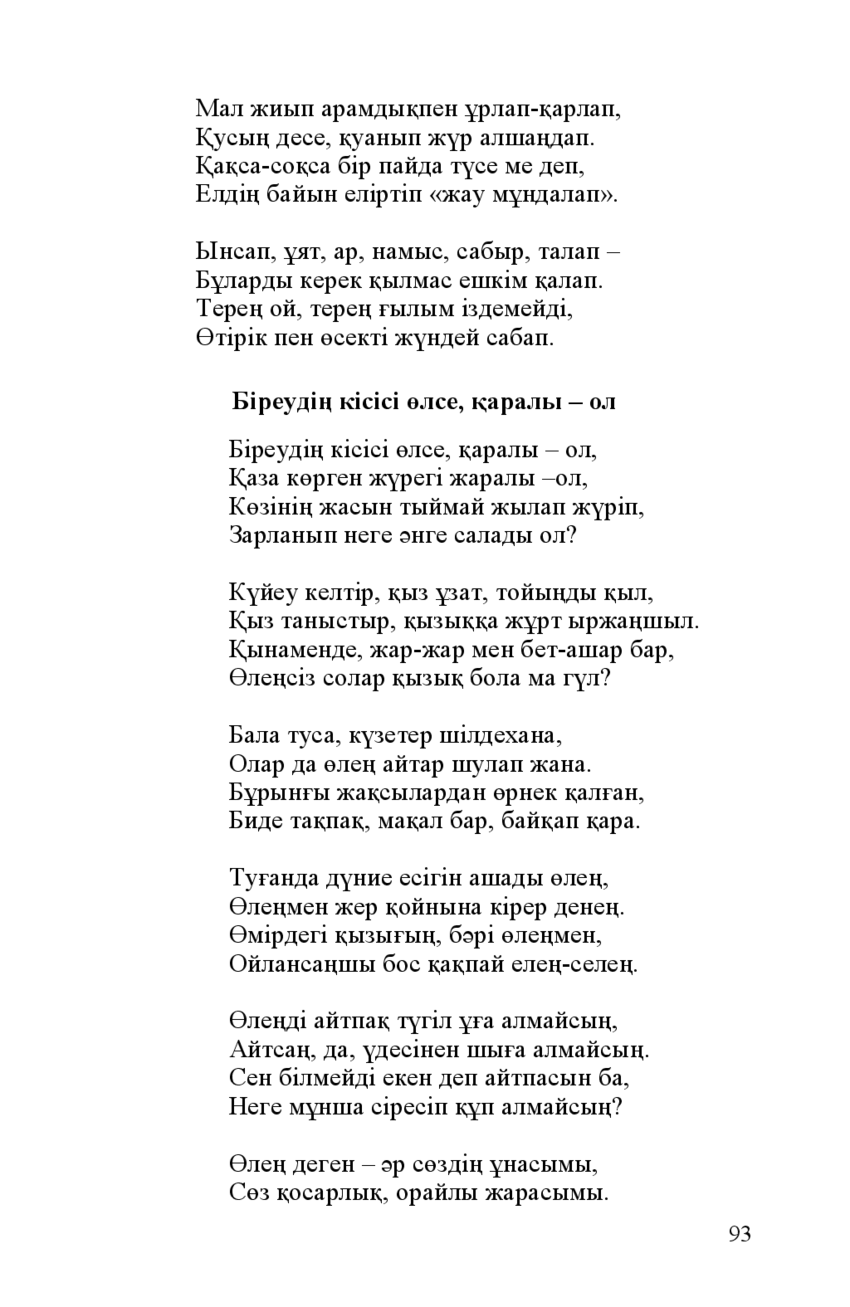 Мал жиып арамдықпен ұрлап-қарлап,
Қусың десе, қуанып жүр алшаңдап.
Қақса-соқса бір пайда түсе ме деп,
Елдің байын еліртіп «жау мұндалап».
Ынсап, ұят, ар, намыс, сабыр, талап –
Бұларды керек қылмас ешкім қалап.
Терең ой, терең ғылым іздемейді,
Өтірік пен өсекті жүндей сабап.
Біреудің кісісі өлсе, қаралы – ол
Біреудің кісісі өлсе, қаралы – ол,
Қаза көрген жүрегі жаралы –ол,
Көзінің жасын тыймай жылап жүріп,
Зарланып неге әнге салады ол?
Күйеу келтір, қыз ұзат, тойыңды қыл,
Қыз таныстыр, қызыққа жұрт ыржаңшыл.
Қынаменде, жар-жар мен бет-ашар бар,
Өлеңсіз солар қызық бола ма гүл?
Бала туса, күзетер шілдехана,
Олар да өлең айтар шулап жана.
Бұрынғы жақсылардан өрнек қалған,
Биде тақпақ, мақал бар, байқап қара.
Туғанда дүние есігін ашады өлең,
Өлеңмен жер қойнына кірер денең.
Өмірдегі қызығың, бәрі өлеңмен,
Ойлансаңшы бос қақпай елең-селең.
Өлеңді айтпақ түгіл ұға алмайсың,
Айтсаң, да, үдесінен шыға алмайсың.
Сен білмейді екен деп айтпасын ба,
Неге мұнша сіресіп құп алмайсың?
Өлең деген – әр сөздің ұнасымы,
Сөз қосарлық, орайлы жарасымы.
93